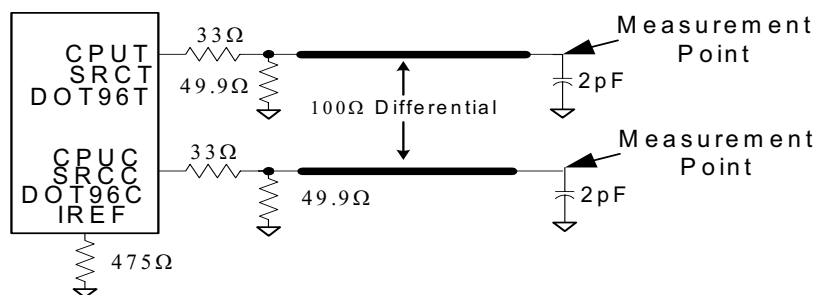 CPUT
SRCT
DOT96T
33Ω
49.9Ω
100Ω Differential
Measurement
Point
2pF
CPUC
SRCC
DOT96C
IREF
33Ω
49.9Ω
Measurement
Point
2pF
475Ω